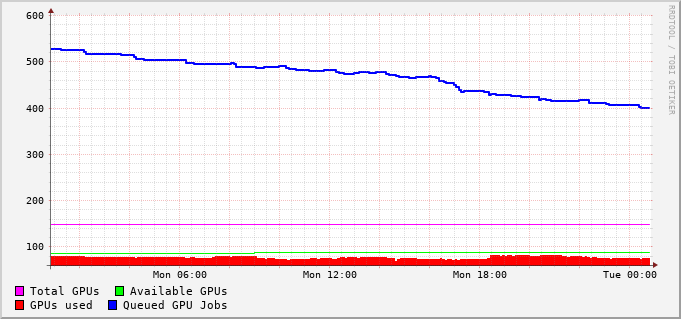 600
500
400
300
200
100
Mon 06:00 Mon 12:00 Mon 18:00 Tue 00:00
Total GPUs Available GPUs
GPUs used Queued GPU Jobs
RRDTOOL / TOBI OETIKER